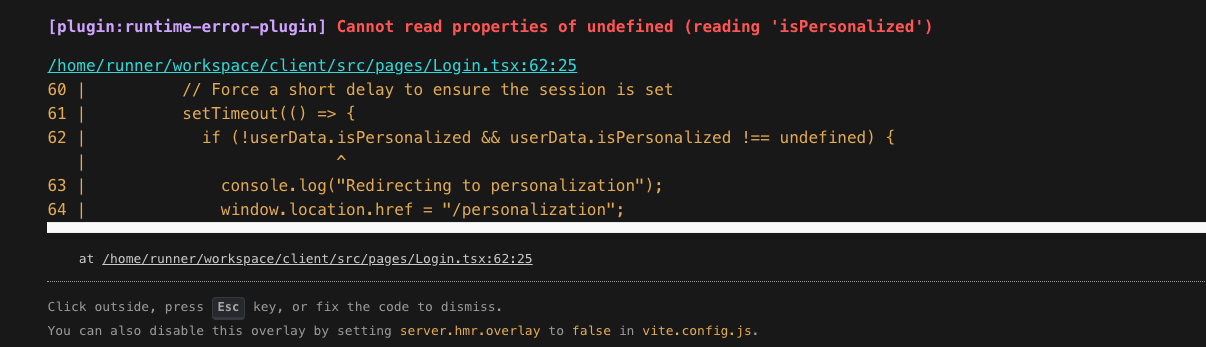 [plugin:runtime-error-plugin] Cannot read properties of undefined (reading 'isPersonalized')
/home/runner/workspace/client/src/pages/Login.tsx:62:25
60 |          // Force a short delay to ensure the session is set
61 |          setTimeout(() => {
62 |            if (!userData.isPersonalized && userData.isPersonalized !== undefined) {
   |                          ^
63 |              console.log("Redirecting to personalization");
64 |              window.location.href = "/personalization";
at /home/runner/workspace/client/src/pages/Login.tsx:62:25
Click outside, press Esc key, or fix the code to dismiss.
You can also disable this overlay by setting server.hmr.overlay to false in vite.config.js.